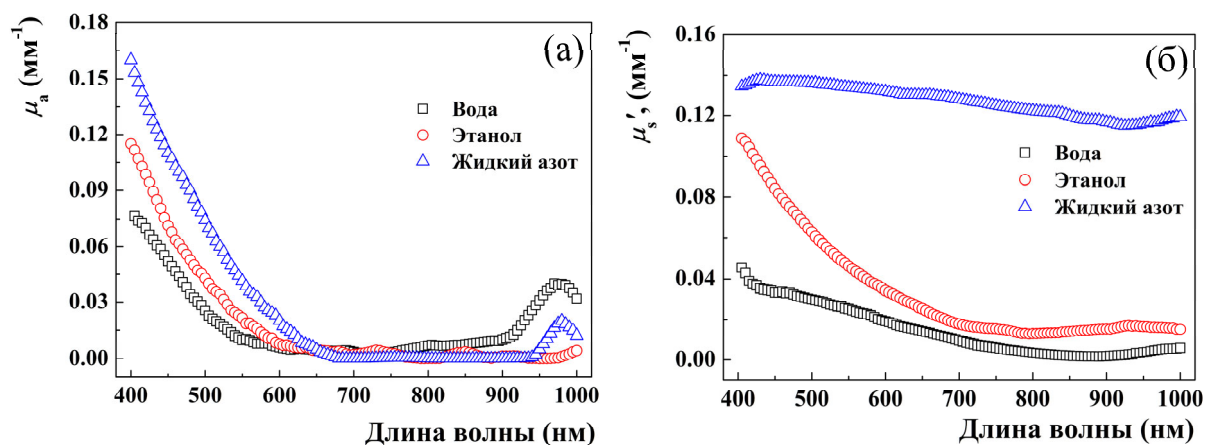 (а)
μa (мм-1)
0.18
0.15
0.12
0.09
0.06
0.03
0.00
Вода
Этанол
Жидкий азот
400 500 600 700 800 900 1000
Длина волны (нм)
(б)
μs′, (мм-1)
0.16
0.12
0.08
0.04
0.00
Вода
Этанол
Жидкий азот
400 500 600 700 800 900 1000
Длина волны (нм)